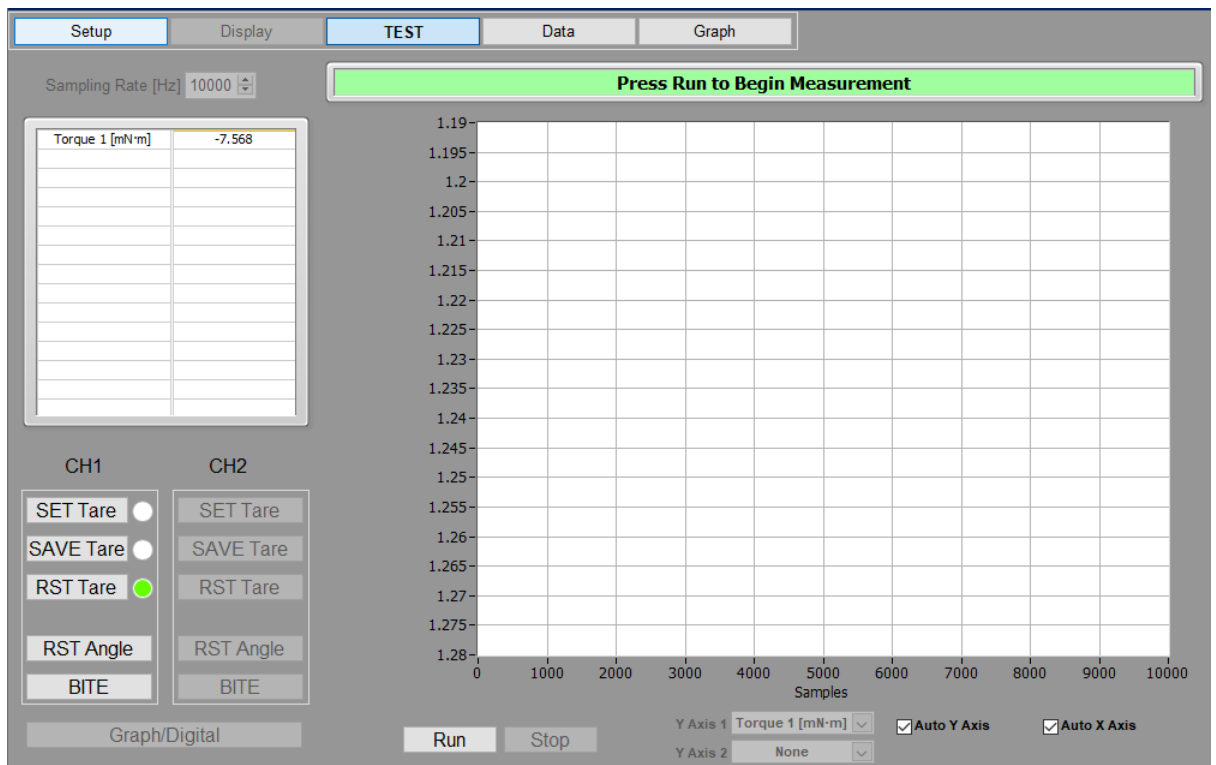 Setup Display TEST Data Graph
Sampling Rate [Hz] 10000
Press Run to Begin Measurement
Torque 1 [mN·m] -7.568
1.19
1.195
1.2
1.205
1.21
1.215
1.22
1.225
1.23
1.235
1.24
1.245
1.25
1.255
1.26
1.265
1.27
1.275
1.28
0 1000 2000 3000 4000 5000 6000 7000 8000 9000 10000
Samples
CH1 CH2
SET Tare SET Tare
SAVE Tare SAVE Tare
RST Tare RST Tare
RST Angle RST Angle
BITE BITE
Graph/Digital
Run Stop
Y Axis 1 Torque 1 [mN·m] Auto Y Axis Auto X Axis
Y Axis 2 None